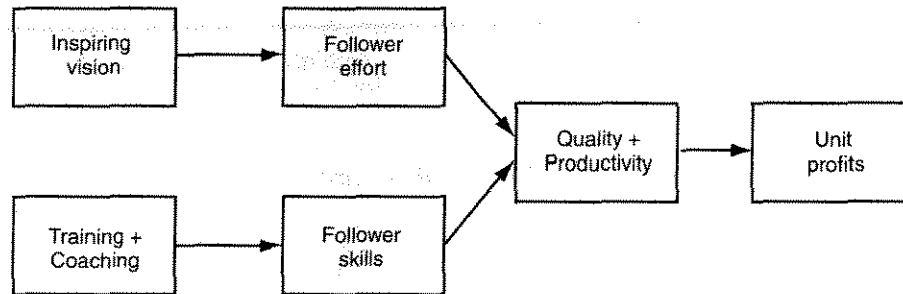 Inspiring
vision
Follower
effort
Quality +
Productivity
Unit
profits
Training +
Coaching
Follower
skills